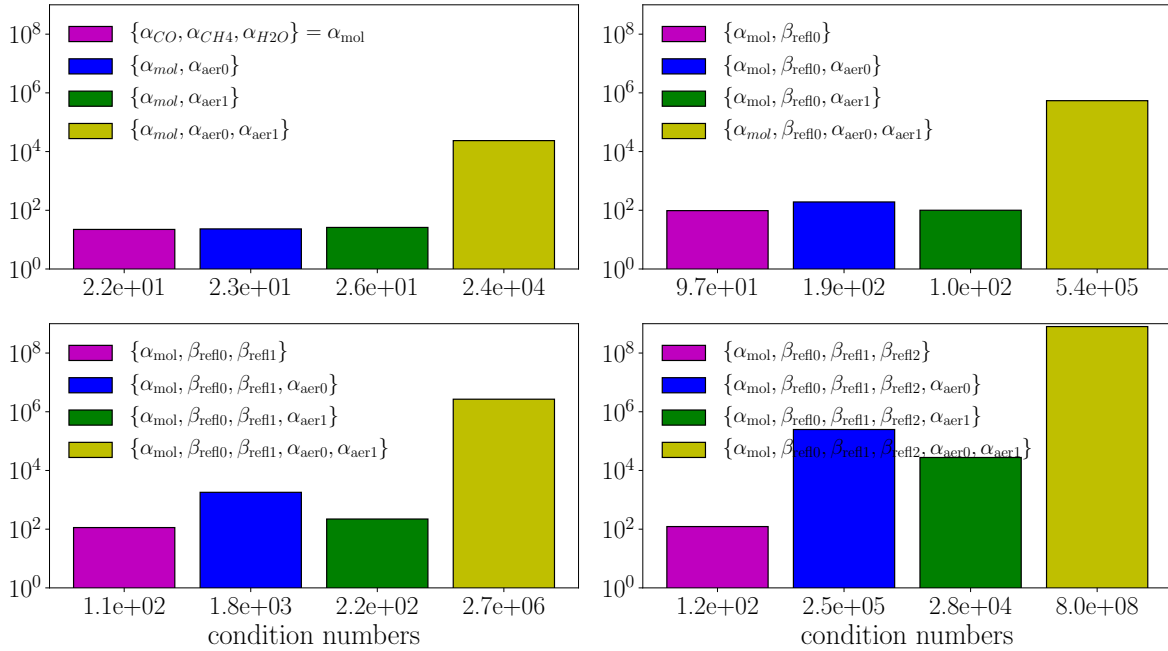 10^8
10^6
10^4
10^2
10^0
{α_CO, α_CH4, α_H2O} = α_mol
{α_mol, α_aer0}
{α_mol, α_aer1}
{α_mol, α_aer0, α_aer1}
2.2e+01 2.3e+01 2.6e+01 2.4e+04
10^8
10^6
10^4
10^2
10^0
{α_mol, β_refl0}
{α_mol, β_refl0, α_aer0}
{α_mol, β_refl0, α_aer1}
{α_mol, β_refl0, α_aer0, α_aer1}
9.7e+01 1.9e+02 1.0e+02 5.4e+05
10^8
10^6
10^4
10^2
10^0
{α_mol, β_refl0, β_refl1}
{α_mol, β_refl0, β_refl1, α_aer0}
{α_mol, β_refl0, β_refl1, α_aer1}
{α_mol, β_refl0, β_refl1, α_aer0, α_aer1}
1.1e+02 1.8e+03 2.2e+02 2.7e+06
condition numbers
10^8
10^6
10^4
10^2
10^0
{α_mol, β_refl0, β_refl1, β_refl2}
{α_mol, β_refl0, β_refl1, β_refl2, α_aer0}
{α_mol, β_refl0, β_refl1, β_refl2, α_aer1}
{α_mol, β_refl0, β_refl1, β_refl2, α_aer0, α_aer1}
1.2e+02 2.5e+05 2.8e+04 8.0e+08
condition numbers